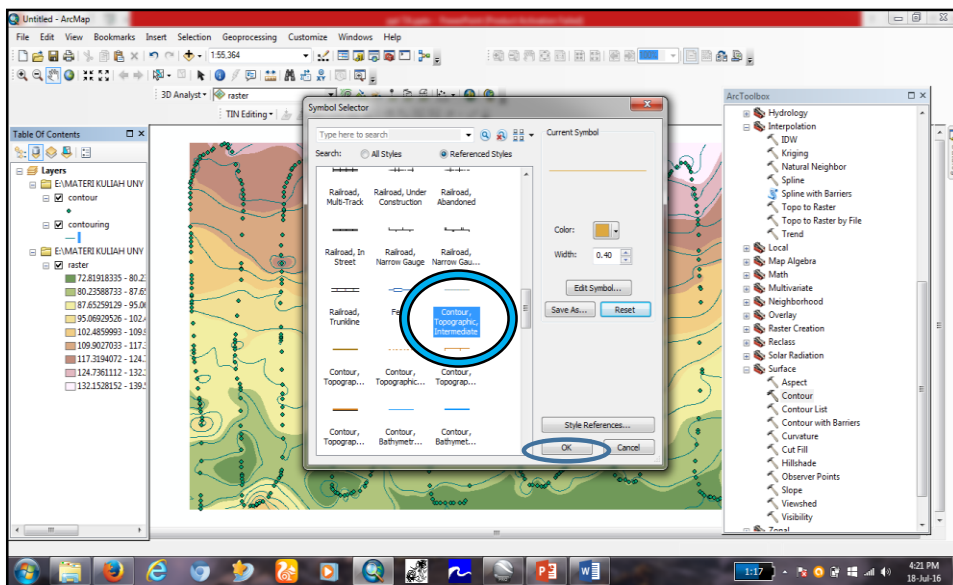 Untitled - ArcMap
File Edit View Bookmarks Insert Selection Geoprocessing Customize Windows Help
1:55,364
3D Analyst raster
TIN Editing
Table Of Contents
Layers
E:\MATERI KULIAH UNY
contour
contouring
E:\MATERI KULIAH UNY
raster
72.81918335 - 80.2
80.23588733 - 87.6
87.65259129 - 95.0
95.06929526 - 102.
102.4859993 - 109.
109.9027033 - 117.
117.3194072 - 124.
124.7361112 - 132.
132.1528152 - 139.
Symbol Selector
Type here to search
Search: All Styles Referenced Styles
Railroad, Multi-Track
Railroad, Under Construction
Railroad, Abandoned
Railroad, In Street
Railroad, Narrow Gauge
Railroad, Narrow Gau...
Railroad, Trunkline
Contour, Topographic, Intermediate
Contour, Topograp...
Contour, Topographic...
Contour, Topograp...
Contour, Topograp...
Contour, Bathymetr...
Contour, Bathymet...
Current Symbol
Color:
Width: 0.40
Edit Symbol...
Save As... Reset
Style References...
OK Cancel
ArcToolbox
Hydrology
Interpolation
IDW
Kriging
Natural Neighbor
Spline
Spline with Barriers
Topo to Raster
Topo to Raster by File
Trend
Local
Map Algebra
Math
Multivariate
Neighborhood
Overlay
Raster Creation
Reclass
Solar Radiation
Surface
Aspect
Contour
Contour List
Contour with Barriers
Curvature
Cut Fill
Hillshade
Observer Points
Slope
Viewshed
Visibility
Zonal
1:17
4:21 PM
18-Jul-16